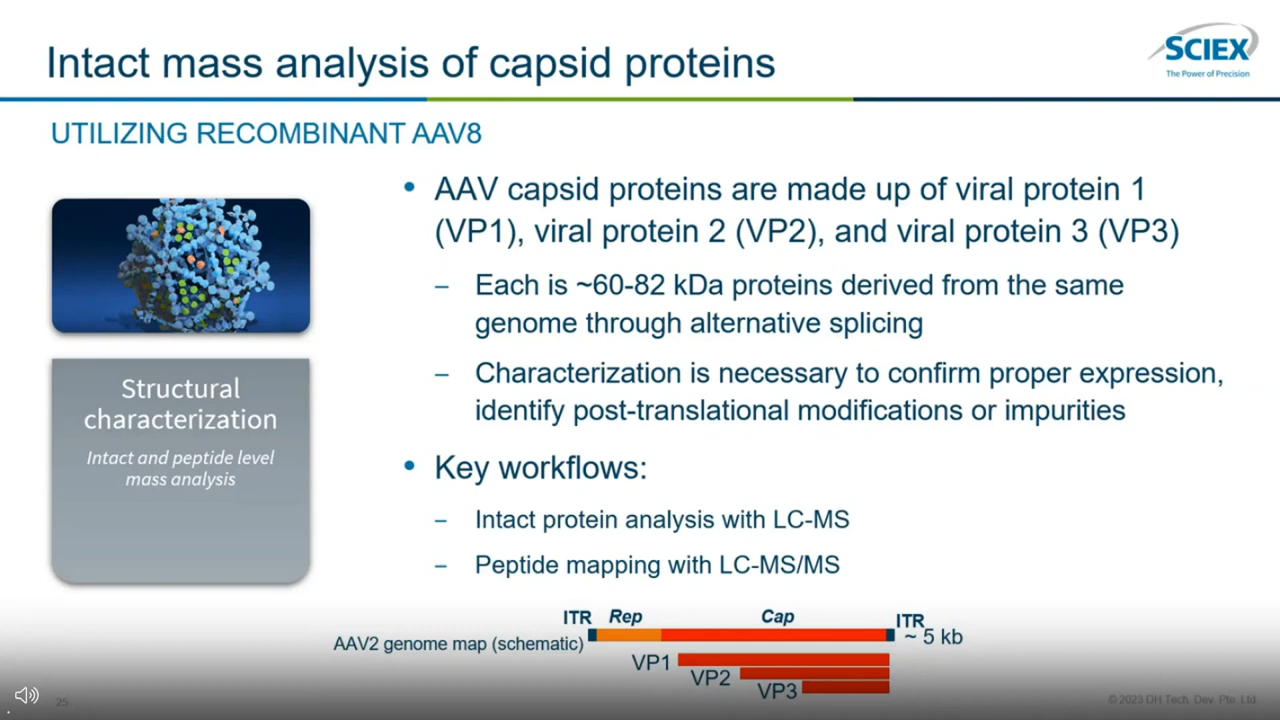 Intact mass analysis of capsid proteins
SCIEX
The Power of Precision
UTILIZING RECOMBINANT AAV8
• AAV capsid proteins are made up of viral protein 1
(VP1), viral protein 2 (VP2), and viral protein 3 (VP3)
– Each is ~60-82 kDa proteins derived from the same
genome through alternative splicing
– Characterization is necessary to confirm proper expression,
identify post-translational modifications or impurities
Structural
characterization
Intact and peptide level
mass analysis
• Key workflows:
– Intact protein analysis with LC-MS
– Peptide mapping with LC-MS/MS
ITR Rep Cap ITR
AAV2 genome map (schematic) ~ 5 kb
VP1
VP2
VP3
25
© 2023 DH Tech. Dev. Pte. Ltd.